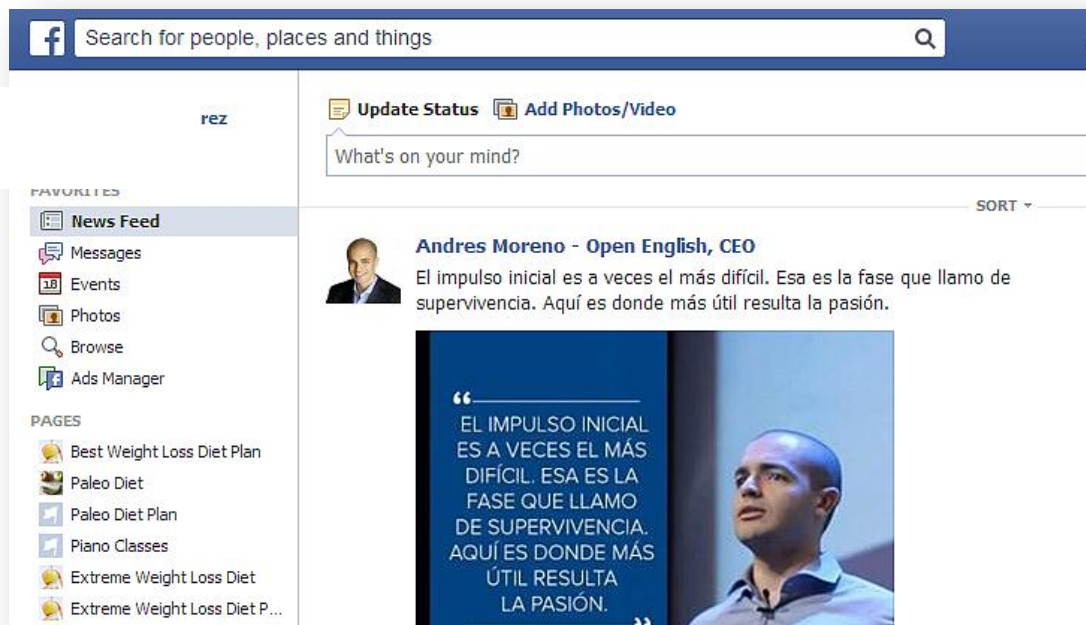 f
Search for people, places and things
rez
FAVORITES
News Feed
Messages
18
Events
Photos
Browse
Ads Manager
PAGES
Best Weight Loss Diet Plan
Paleo Diet
Paleo Diet Plan
Piano Classes
Extreme Weight Loss Diet
Extreme Weight Loss Diet P...
Update Status Add Photos/Video
What's on your mind?
SORT
Andres Moreno - Open English, CEO
El impulso inicial es a veces el más difícil. Esa es la fase que llamo de
supervivencia. Aquí es donde más útil resulta la pasión.
“
EL IMPULSO INICIAL
ES A VECES EL MÁS
DIFÍCIL. ESA ES LA
FASE QUE LLAMO
DE SUPERVIVENCIA.
AQUÍ ES DONDE MÁS
ÚTIL RESULTA
LA PASIÓN.
”